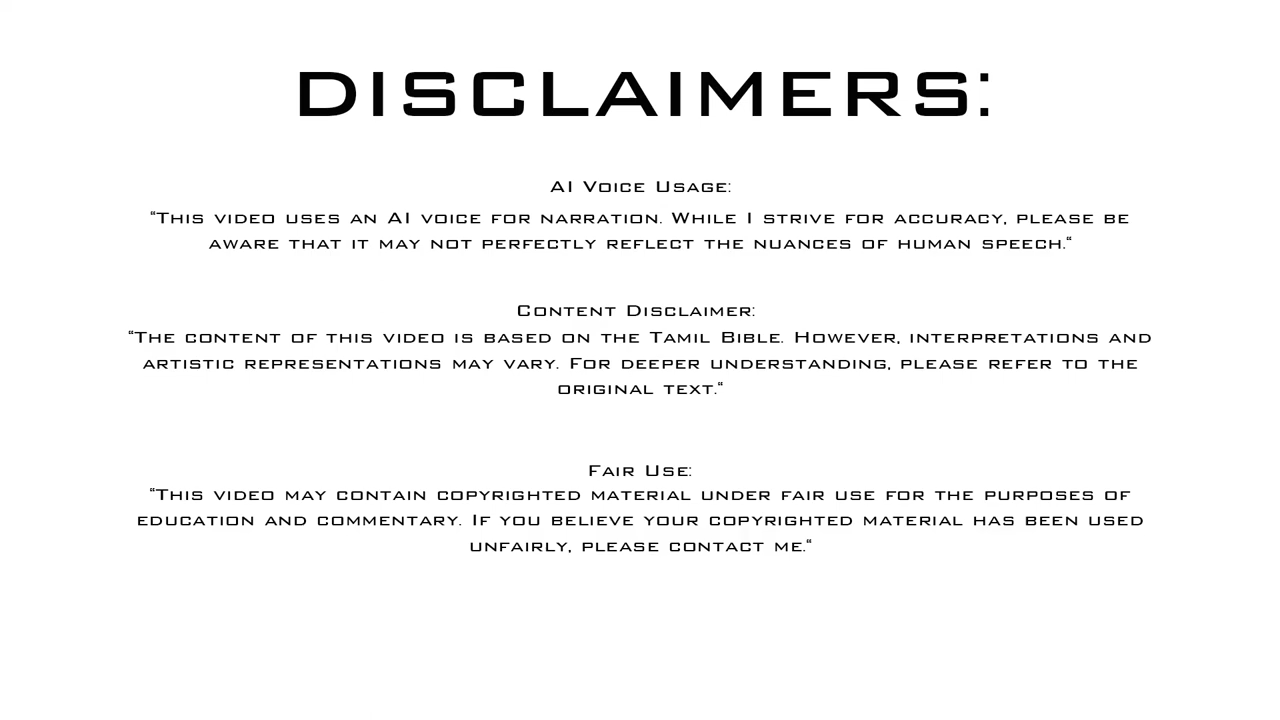 DISCLAIMERS:
AI Voice Usage:
“This video uses an AI voice for narration. While I strive for accuracy, please be
aware that it may not perfectly reflect the nuances of human speech.“
Content Disclaimer:
“The content of this video is based on the Tamil Bible. However, interpretations and
artistic representations may vary. For deeper understanding, please refer to the
original text.“
Fair Use:
“This video may contain copyrighted material under fair use for the purposes of
education and commentary. If you believe your copyrighted material has been used
unfairly, please contact me.“